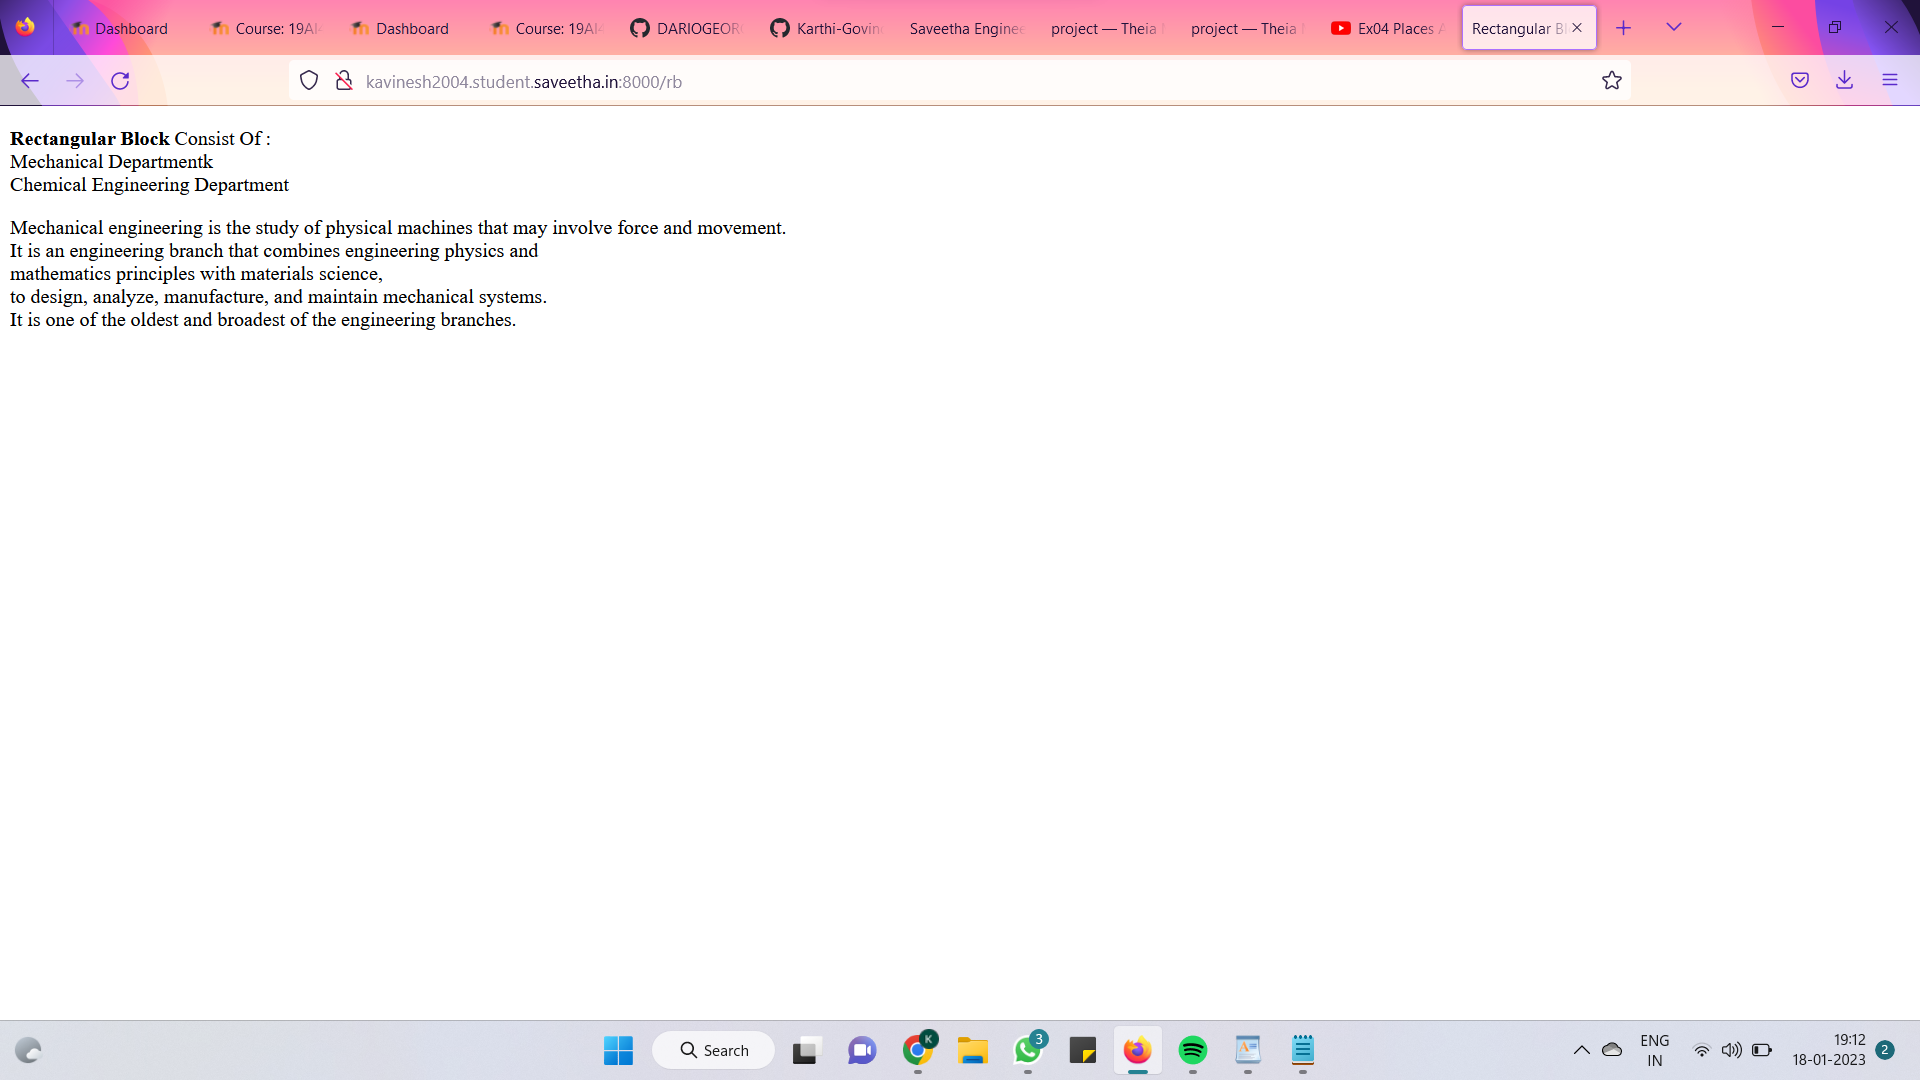 Dashboard
Course: 19AI4
Dashboard
Course: 19AI4
DARIOGEOR
Karthi-Govin
Saveetha Enginee
project — Theia
project — Theia
Ex04 Places A
Rectangular Bl
kavinesh2004.student.saveetha.in:8000/rb
Rectangular Block Consist Of :
Mechanical Departmentk
Chemical Engineering Department
Mechanical engineering is the study of physical machines that may involve force and movement.
It is an engineering branch that combines engineering physics and
mathematics principles with materials science,
to design, analyze, manufacture, and maintain mechanical systems.
It is one of the oldest and broadest of the engineering branches.
Search
K
3
ENG
IN
19:12
18-01-2023
2